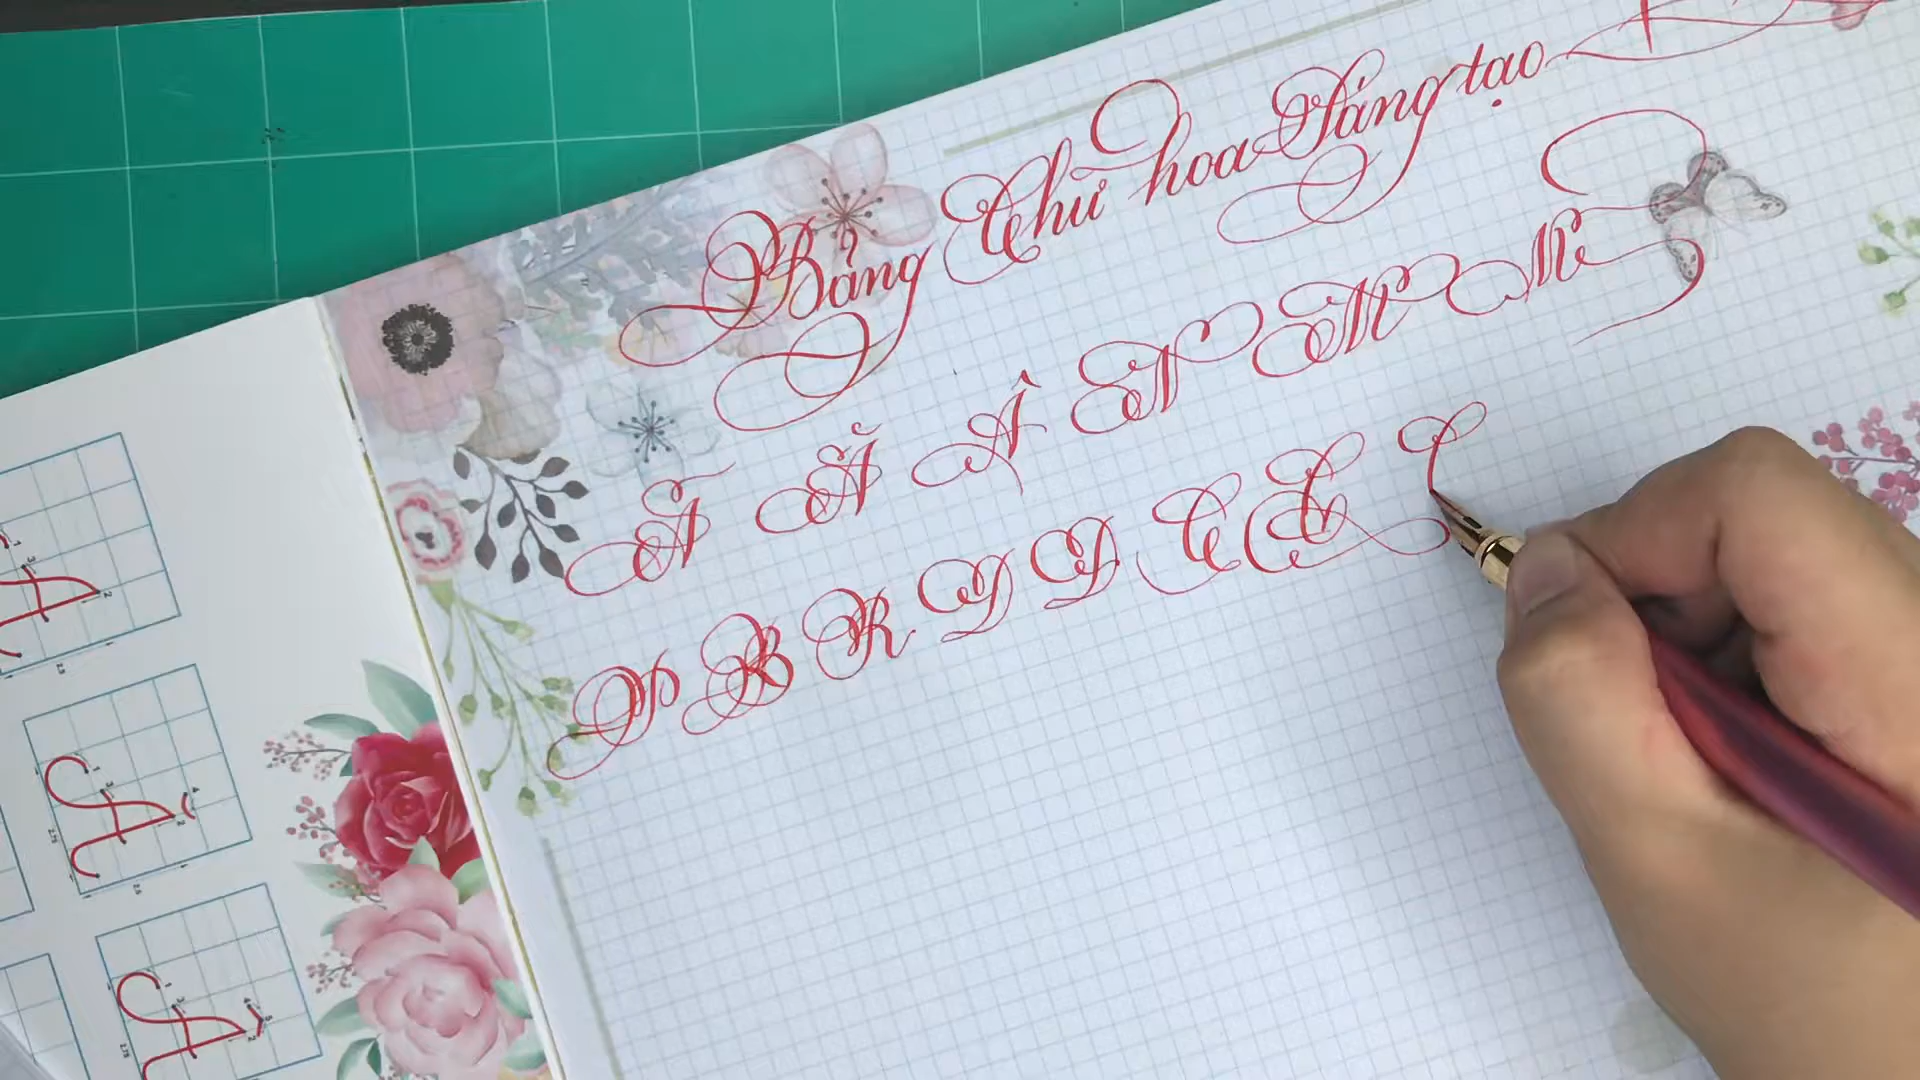 Bảng Chữ hoa Sáng tạo
Ã Ă Â N M M
P B R D D C C
A
Ă
Â